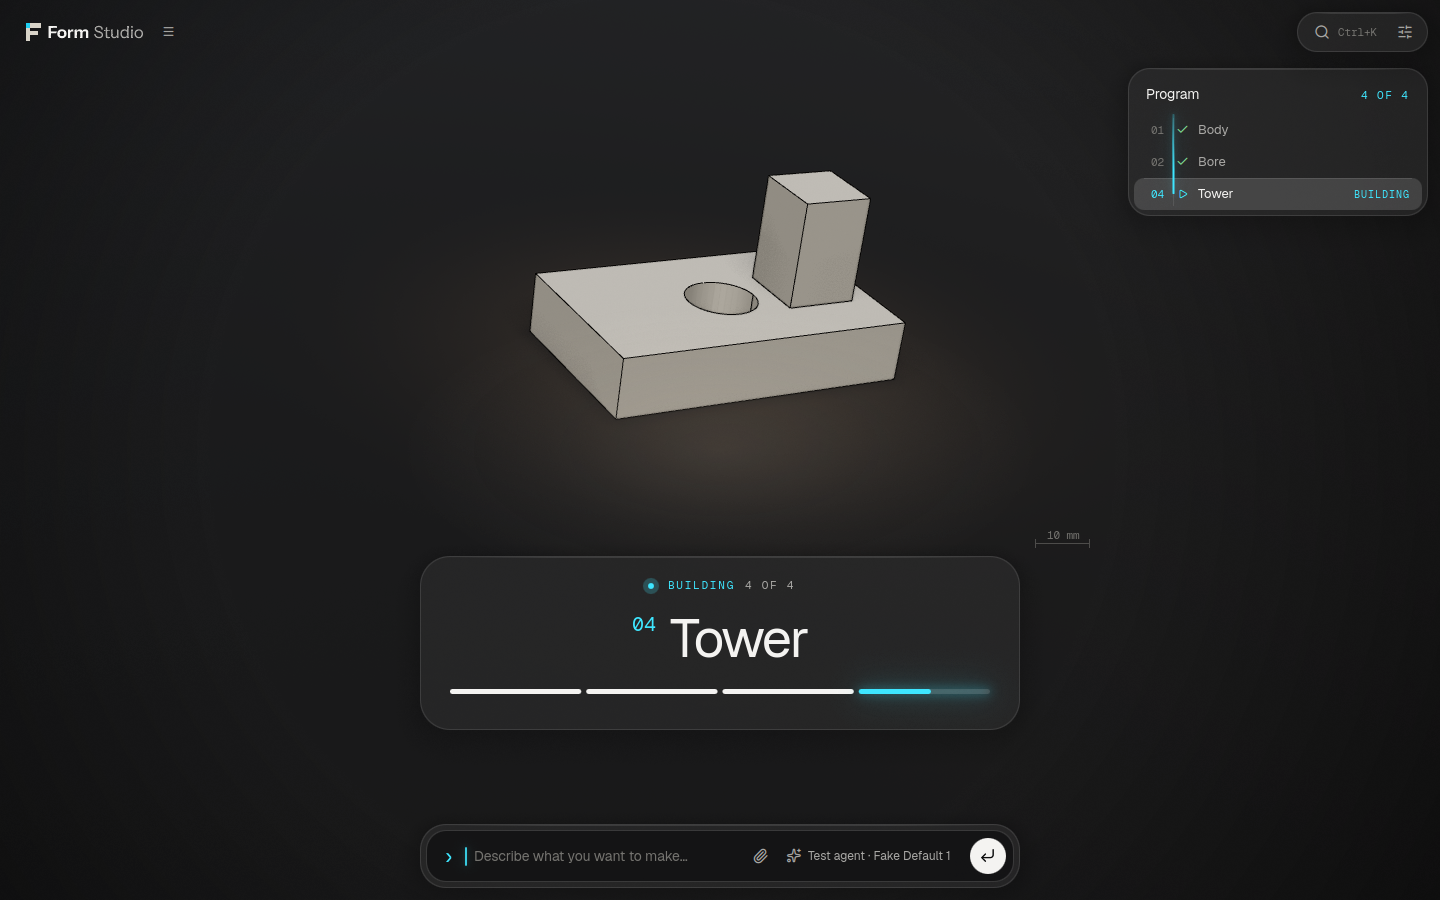 Form Studio
Ctrl+K
Program 4 OF 4
01 Body
02 Bore
04 Tower BUILDING
10 mm
BUILDING 4 OF 4
04 Tower
Describe what you want to make…
Test agent · Fake Default 1